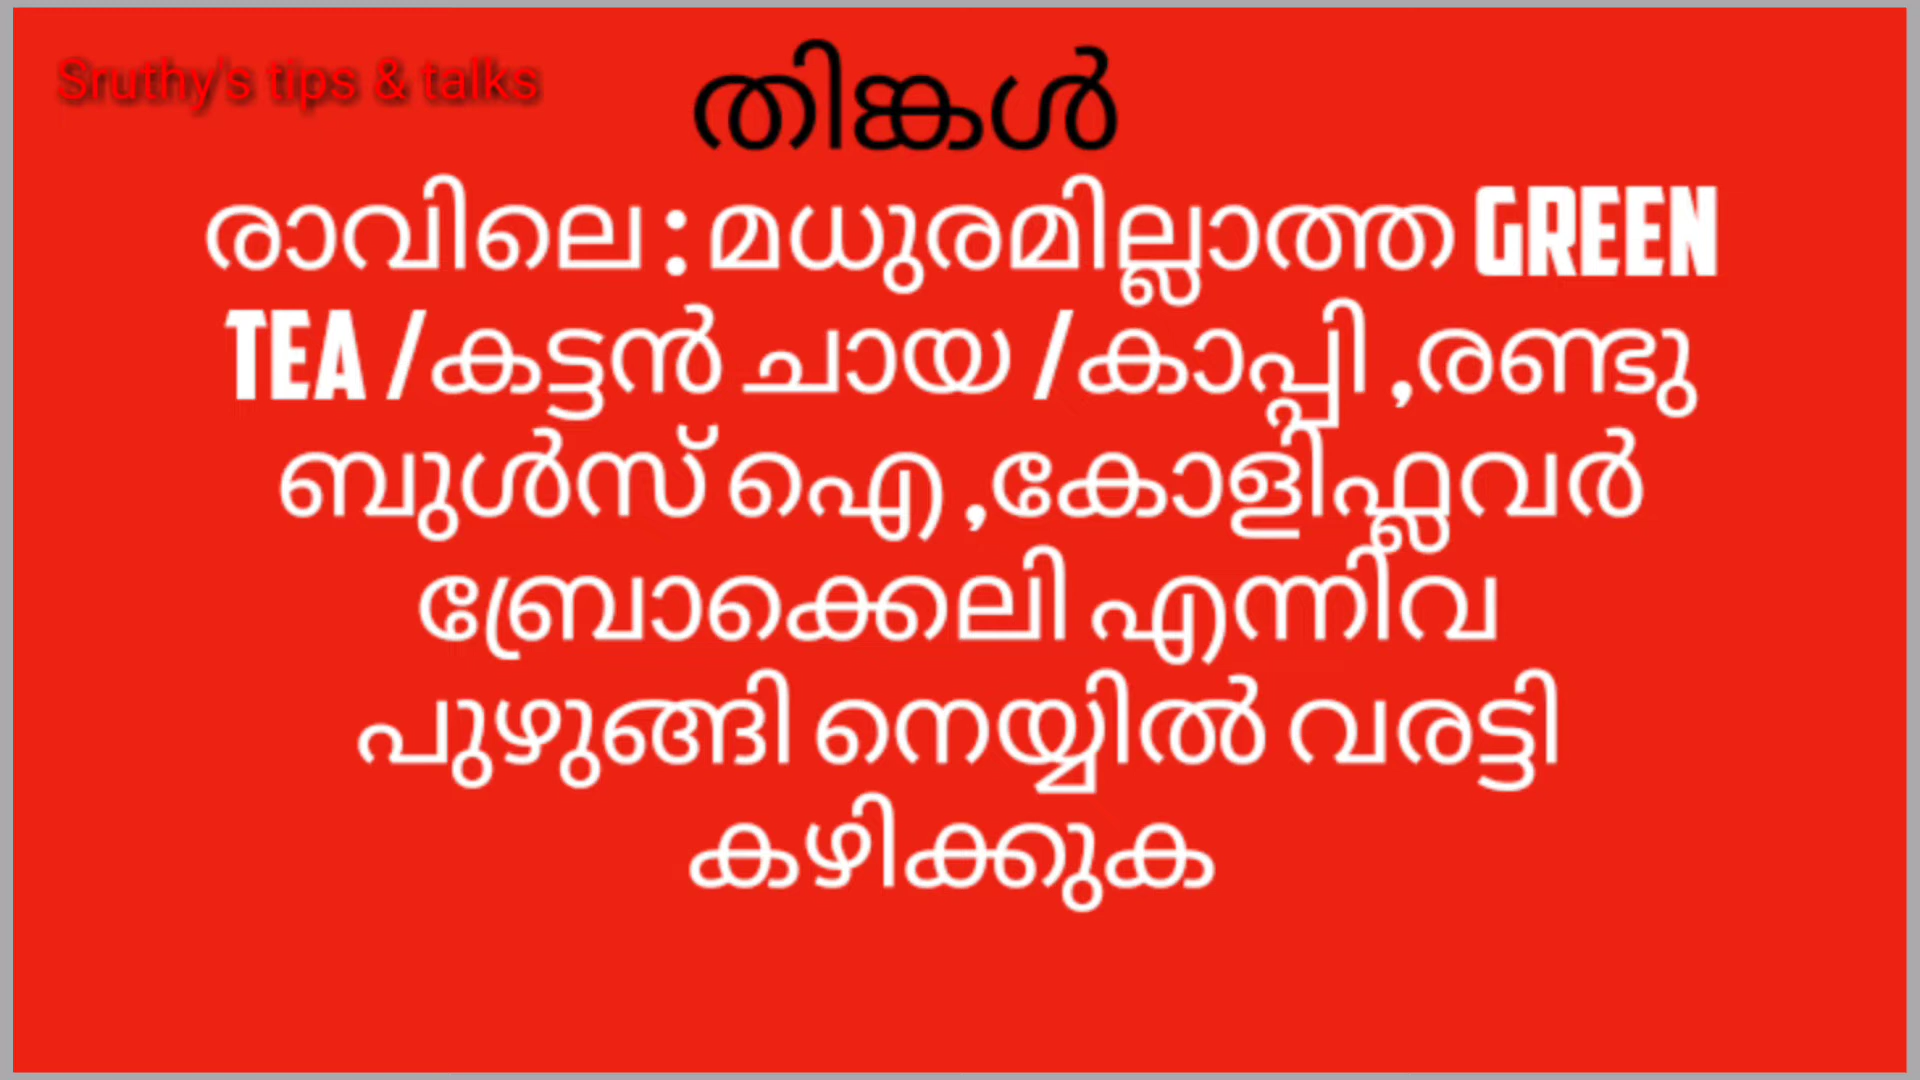 Sruthy's tips & talks
തിങ്കൾ
രാവിലെ : മധുരമില്ലാത്ത GREEN
TEA /കട്ടൻ ചായ /കാപ്പി ,രണ്ടു
ബുൾസ് ഐ ,കോളിഫ്ലവർ
ബ്രോക്കെലി എന്നിവ
പുഴുങ്ങി നെയ്യിൽ വരട്ടി
കഴിക്കുക